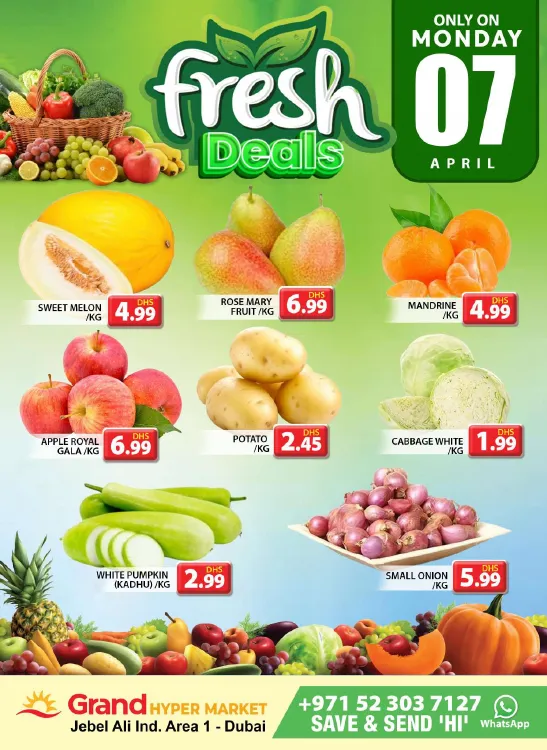 fresh
Deals
ONLY ON
MONDAY
07
APRIL
SWEET MELON
/KG
DHS
4.99
ROSE MARY
FRUIT /KG
DHS
6.99
MANDRINE
/KG
DHS
4.99
APPLE ROYAL
GALA /KG
DHS
6.99
POTATO
/KG
DHS
2.45
CABBAGE WHITE
/KG
DHS
1.99
WHITE PUMPKIN
(KADHU) /KG
DHS
2.99
SMALL ONION
/KG
DHS
5.99
Grand HYPER MARKET
Jebel Ali Ind. Area 1 - Dubai
+971 52 303 7127
SAVE & SEND 'HI'
WhatsApp